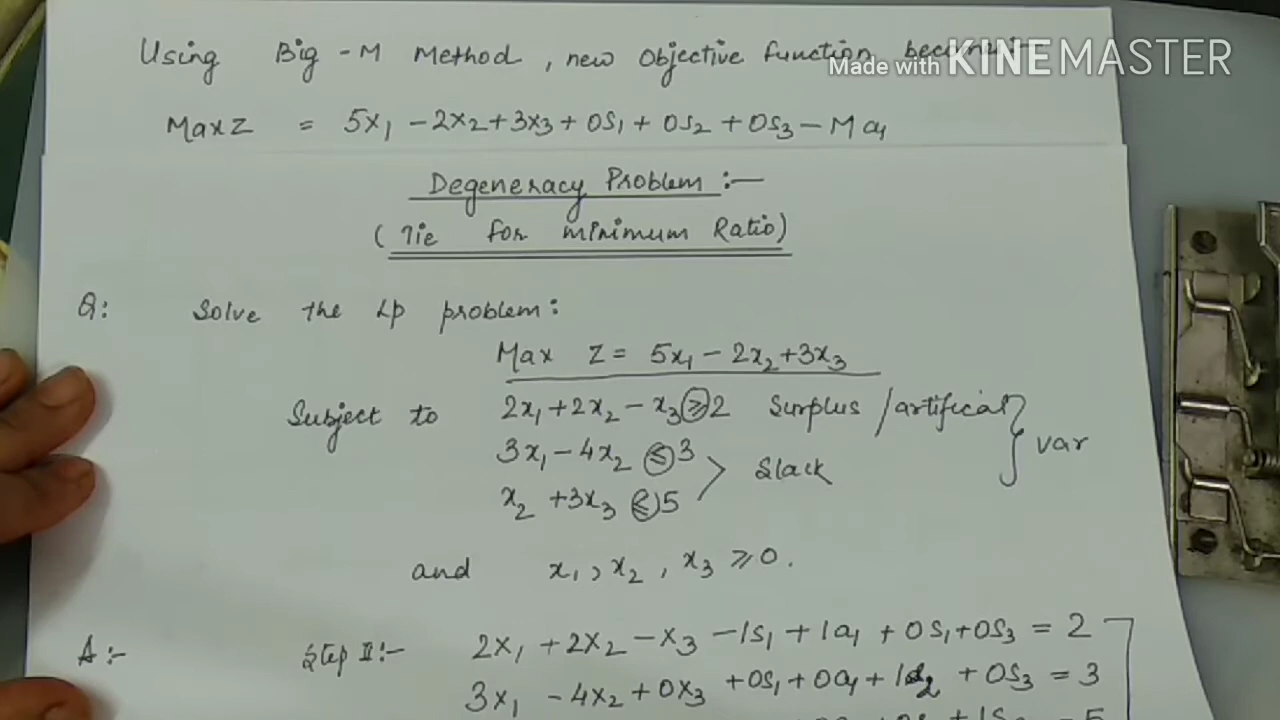 Using Big-M Method, new Objective function
Made with KINEMASTER
Max Z = 5x₁ - 2x₂ + 3x₃ + 0s₁ + 0s₂ + 0s₃ - Ma₁
Degeneracy Problem :-
(Tie for minimum Ratio)
Q: Solve the Lp problem:
Max Z = 5x₁ - 2x₂ + 3x₃
Subject to 2x₁ + 2x₂ - x₃ ≥ 2 Surplus / artifical } var
3x₁ - 4x₂ ≤ 3 > Slack
x₂ + 3x₃ ≤ 5
and x₁, x₂, x₃ ≥ 0.
A:- Step II:- 2x₁ + 2x₂ - x₃ - 1s₁ + 1a₁ + 0s₁ + 0s₃ = 2
3x₁ - 4x₂ + 0x₃ + 0s₁ + 0a₁ + 1s₂ + 0s₃ = 3